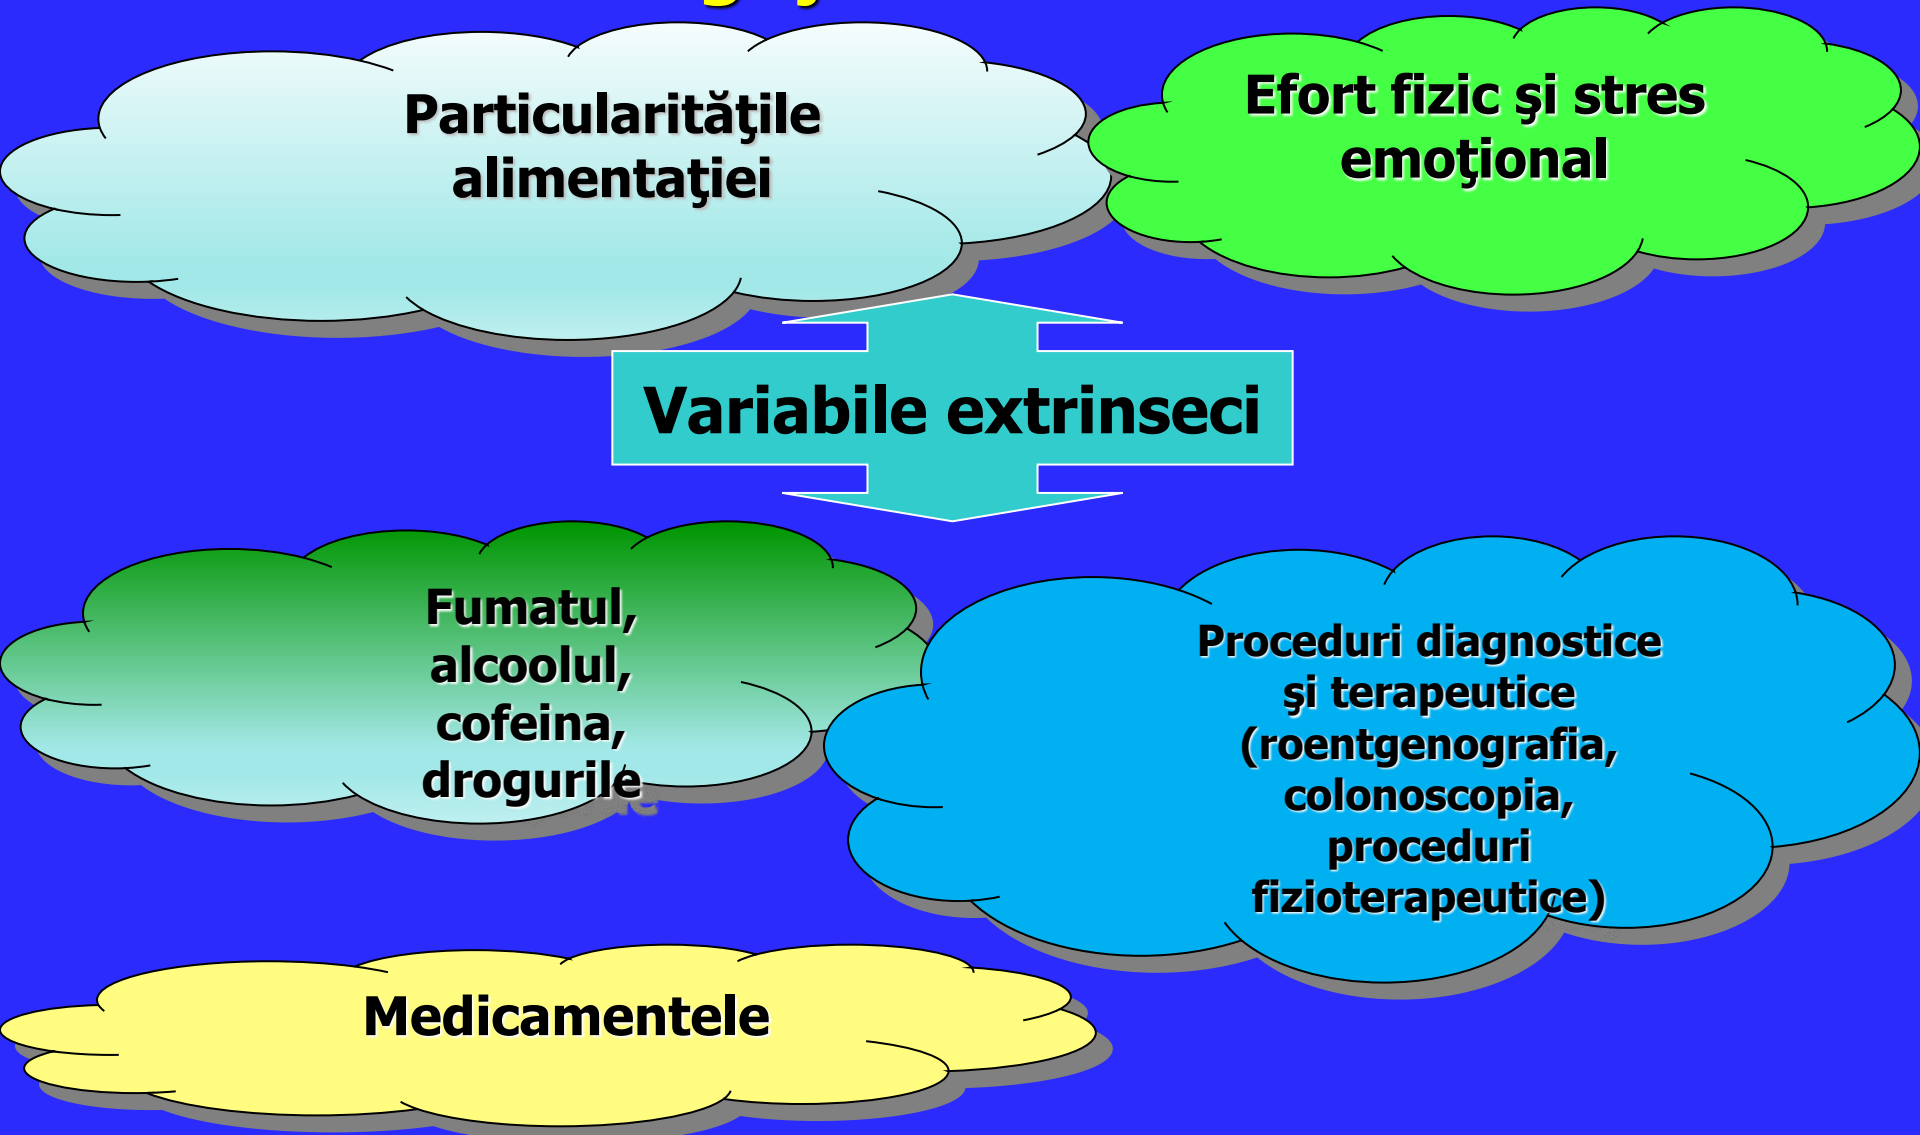 Particularităţile
alimentaţiei
Efort fizic şi stres
emoţional
Variabile extrinseci
Fumatul,
alcoolul,
cofeina,
drogurile
Proceduri diagnostice
şi terapeutice
(roentgenografia,
colonoscopia,
proceduri
fizioterapeutice)
Medicamentele